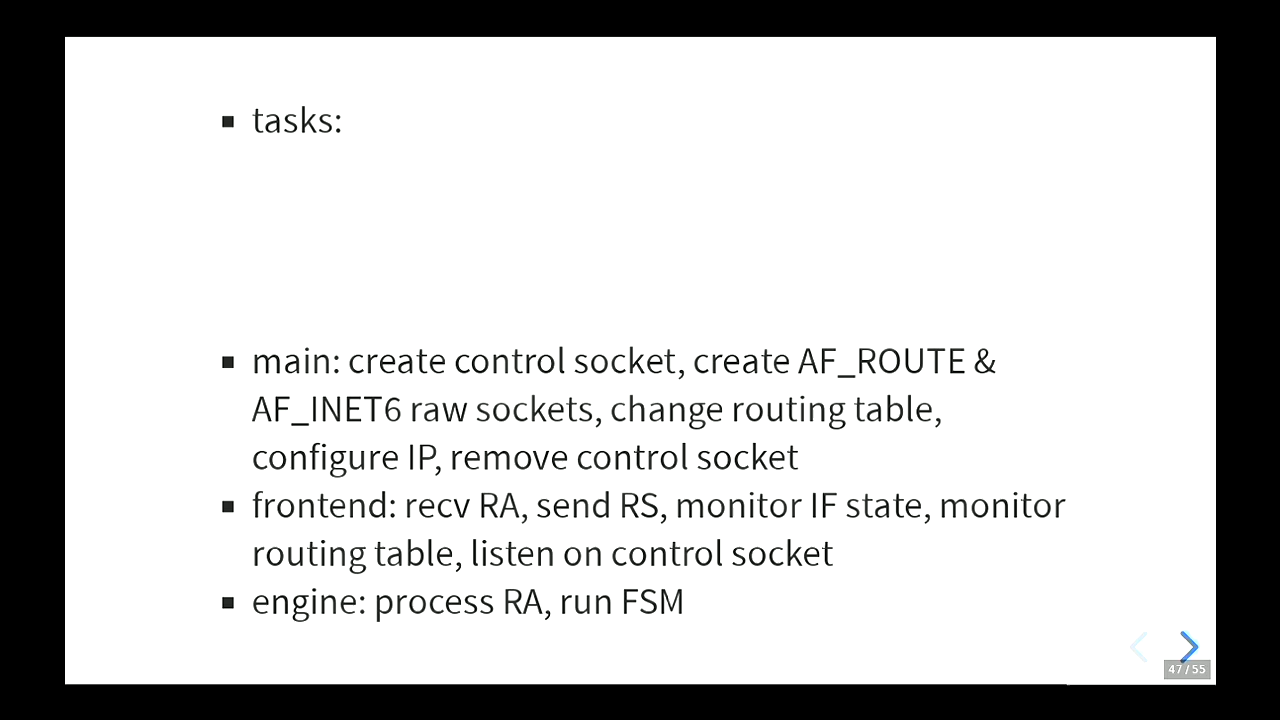 ▪ tasks:
▪ main: create control socket, create AF_ROUTE &
AF_INET6 raw sockets, change routing table,
configure IP, remove control socket
▪ frontend: recv RA, send RS, monitor IF state, monitor
routing table, listen on control socket
▪ engine: process RA, run FSM
47 / 55